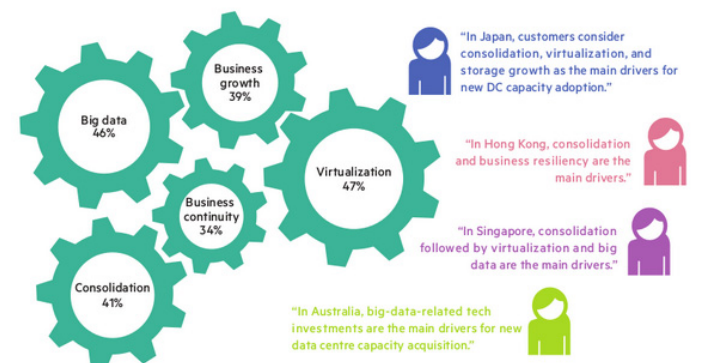 Business
growth
39%
Big data
46%
Virtualization
47%
Business
continuity
34%
Consolidation
41%
“In Japan, customers consider
consolidation, virtualization, and
storage growth as the main drivers for
new DC capacity adoption.”
“In Hong Kong, consolidation
and business resiliency are the
main drivers.”
“In Singapore, consolidation
followed by virtualization and big
data are the main drivers.”
“In Australia, big-data-related tech
investments are the main drivers for new
data centre capacity acquisition.”